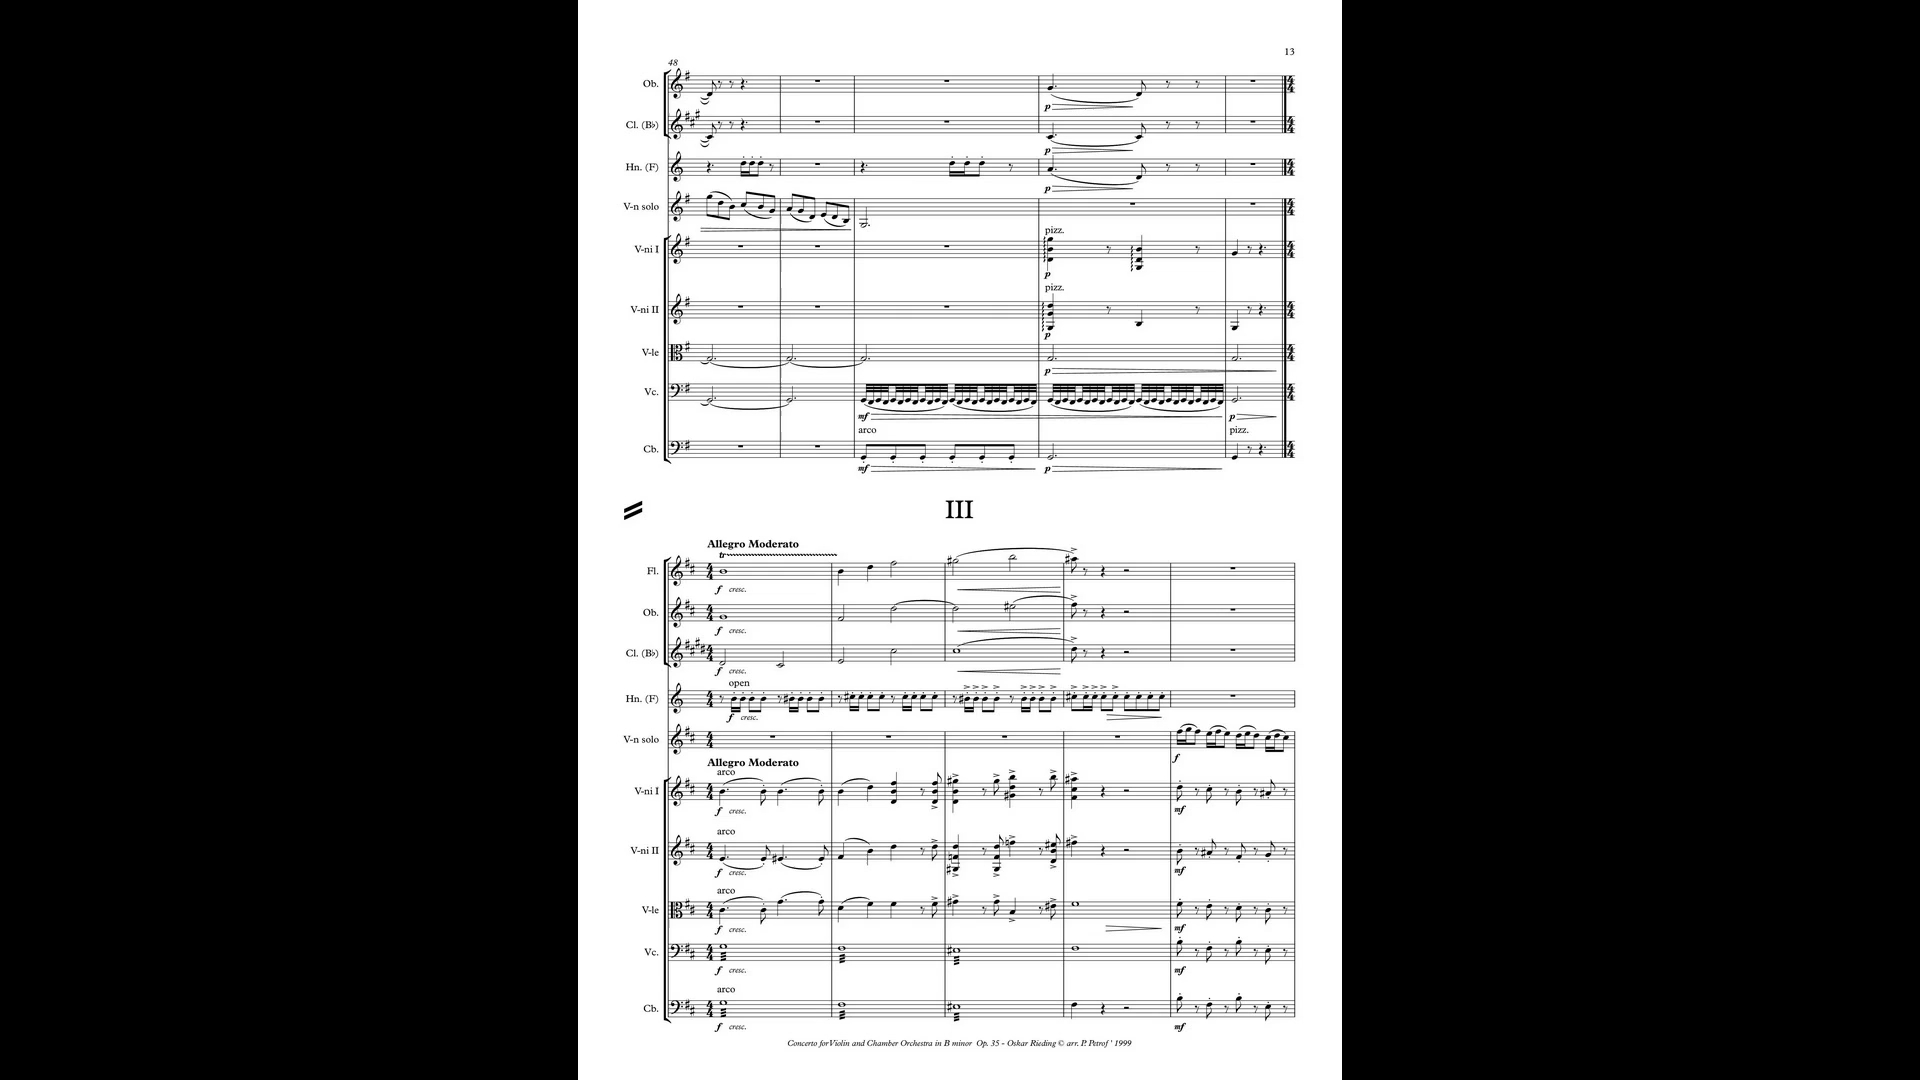 13
48
Ob.
p
Cl. (B♭)
p
Hn. (F)
p
V-n solo
pizz.
V-ni I
p
pizz.
V-ni II
p
V-le
p
Vc.
mf p
arco pizz.
Cb.
mf p
III
Allegro Moderato
tr
Fl.
f cresc.
Ob.
f cresc.
Cl. (B♭)
f cresc.
open
Hn. (F)
f cresc.
V-n solo
f
Allegro Moderato
arco
V-ni I
f cresc. mf
arco
V-ni II
f cresc. mf
arco
V-le
f cresc. mf
Vc.
f cresc. mf
arco
Cb.
f cresc. mf
Concerto for Violin and Chamber Orchestra in B minor Op. 35 - Oskar Rieding © arr. P. Petrof ' 1999